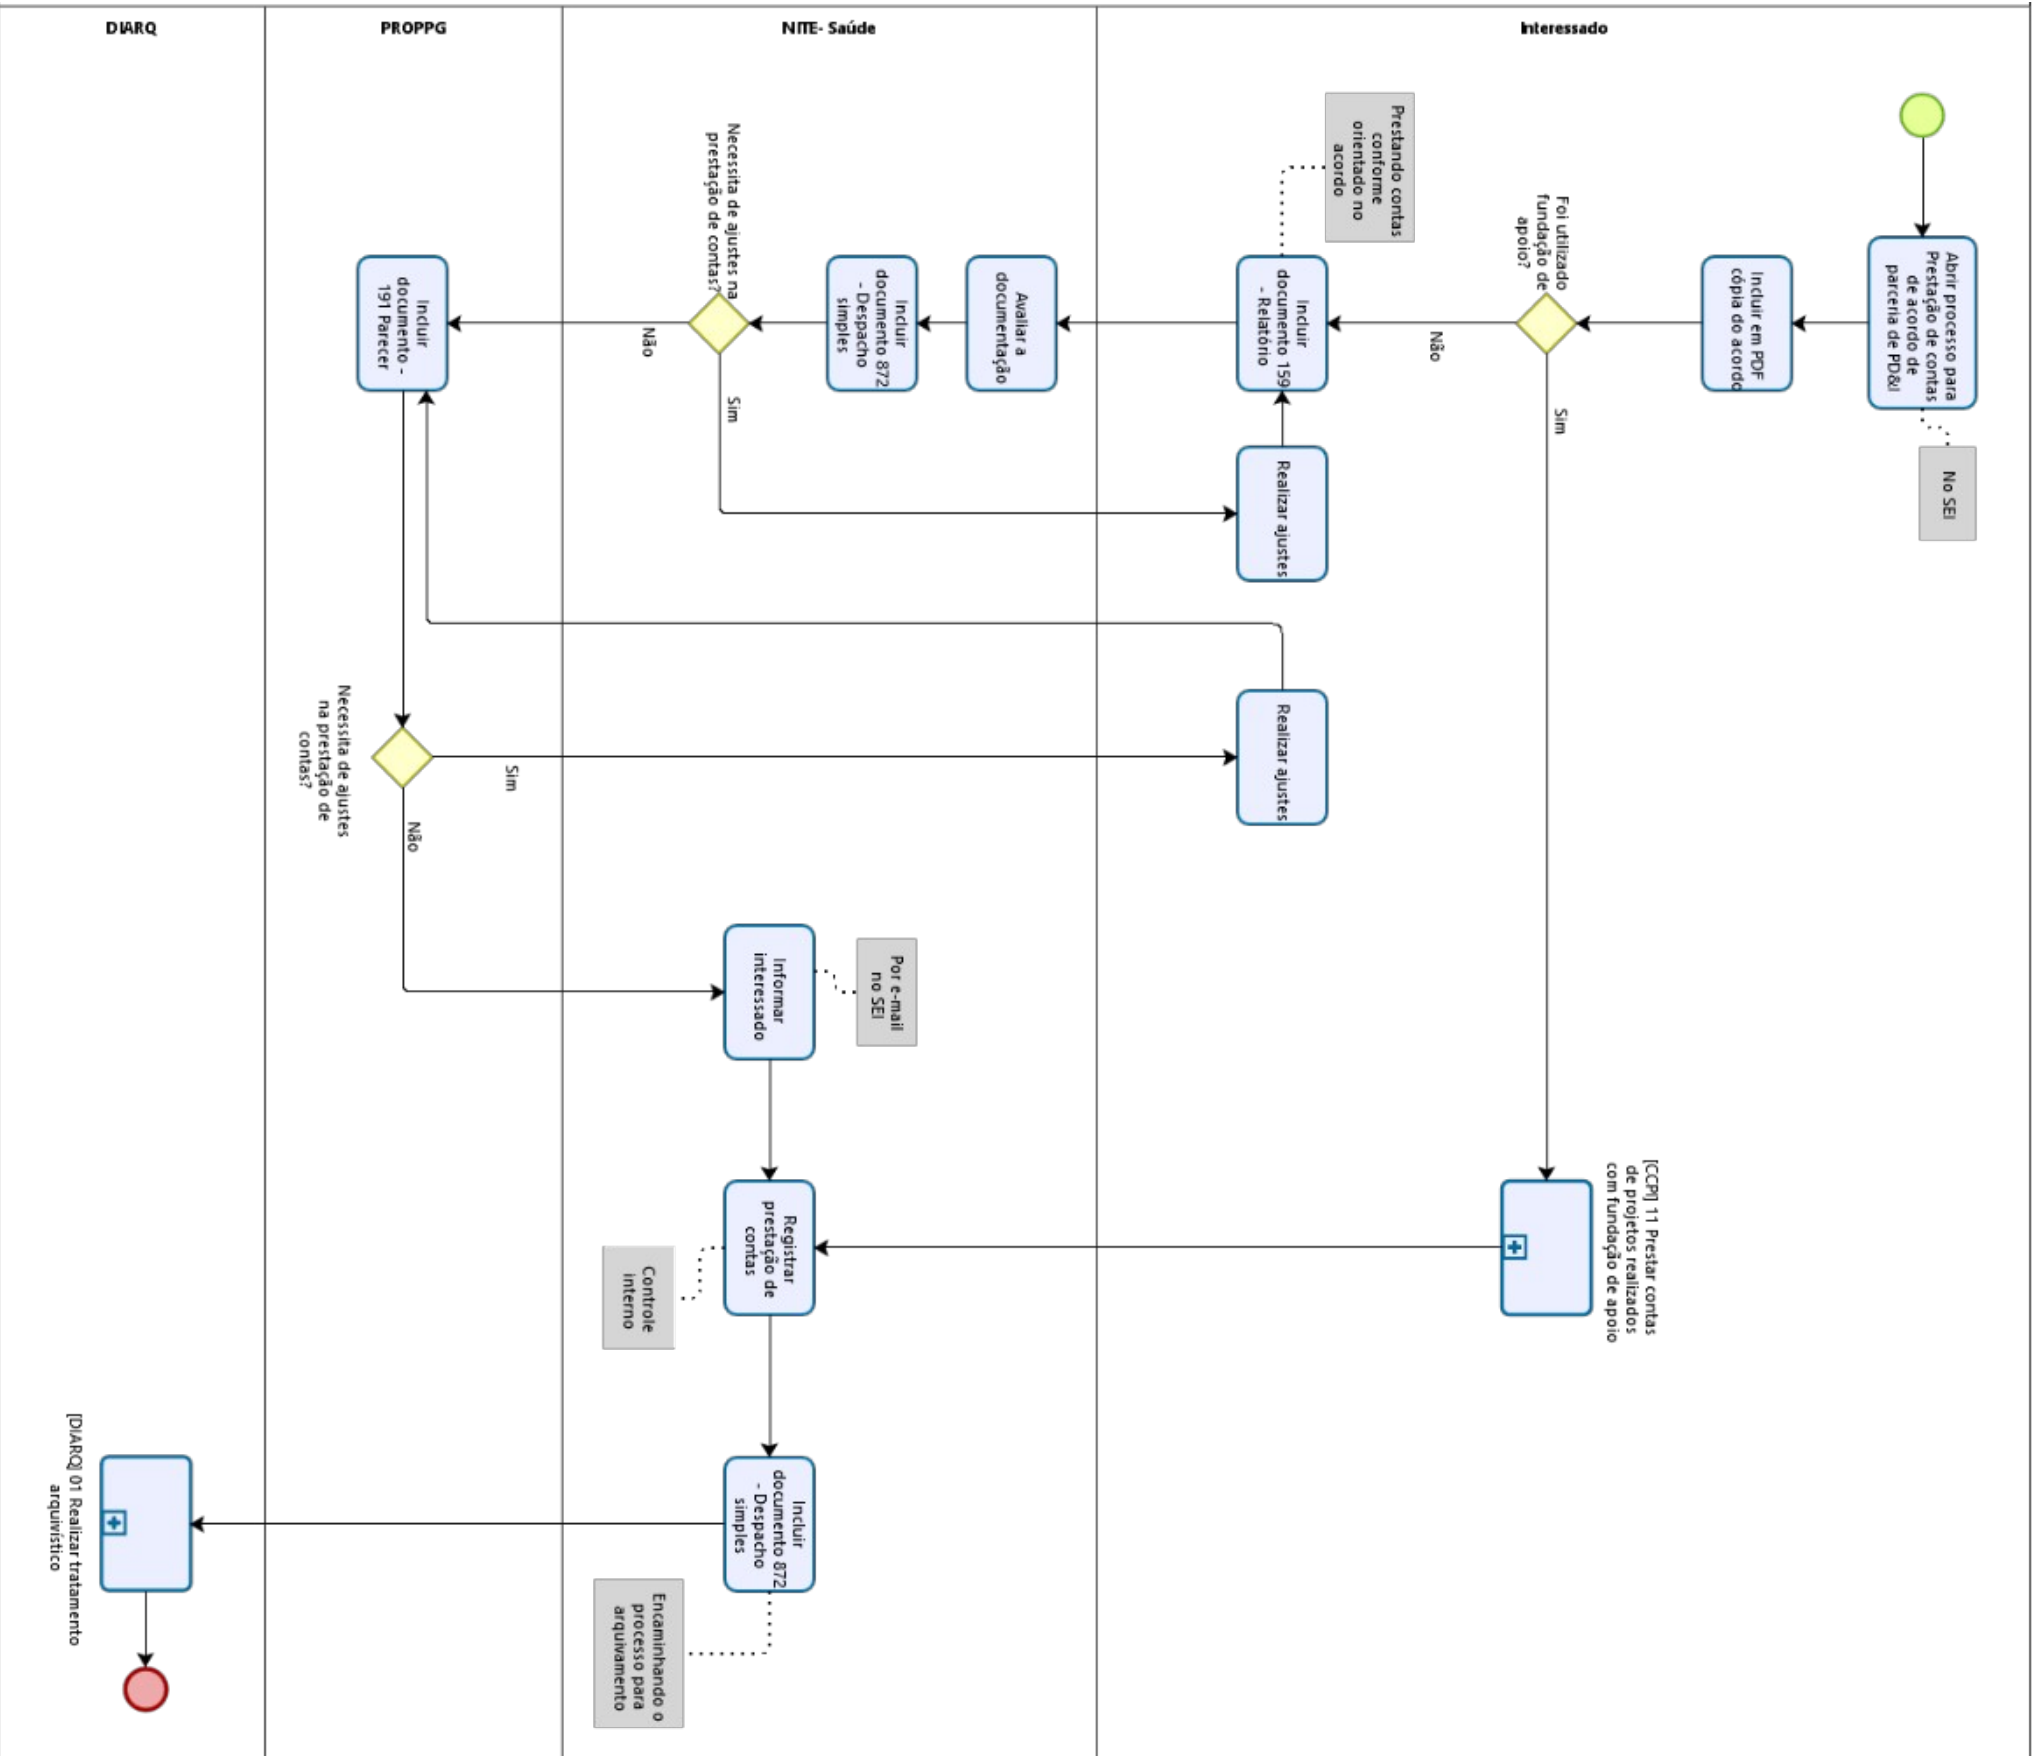 Interessado
NITE- Saúde
PROPPG
DIARQ
Abrir processo para
Prestação de contas
de acordo de
parceria de PD&I
No SEI
Incluir em PDF
cópia do acordo
Foi utilizado
fundação de
apoio?
Não
Sim
Prestando contas
conforme
orientado no
acordo
Incluir
documento 159
- Relatório
Realizar ajustes
Realizar ajustes
[CCPI] 11 Prestar contas
de projetos realizados
com fundação de apoio
Avaliar a
documentação
Incluir
documento 872
- Despacho
simples
Necessita de ajustes na
prestação de contas?
Sim
Não
Por e-mail
no SEI
Informar
interessado
Registrar
prestação de
contas
Controle
interno
Incluir
documento 872
- Despacho
simples
Encaminhando o
processo para
arquivamento
Incluir
documento -
191 Parecer
Necessita de ajustes
na prestação de
contas?
Sim
Não
[DIARQ] 01 Realizar tratamento
arquivístico